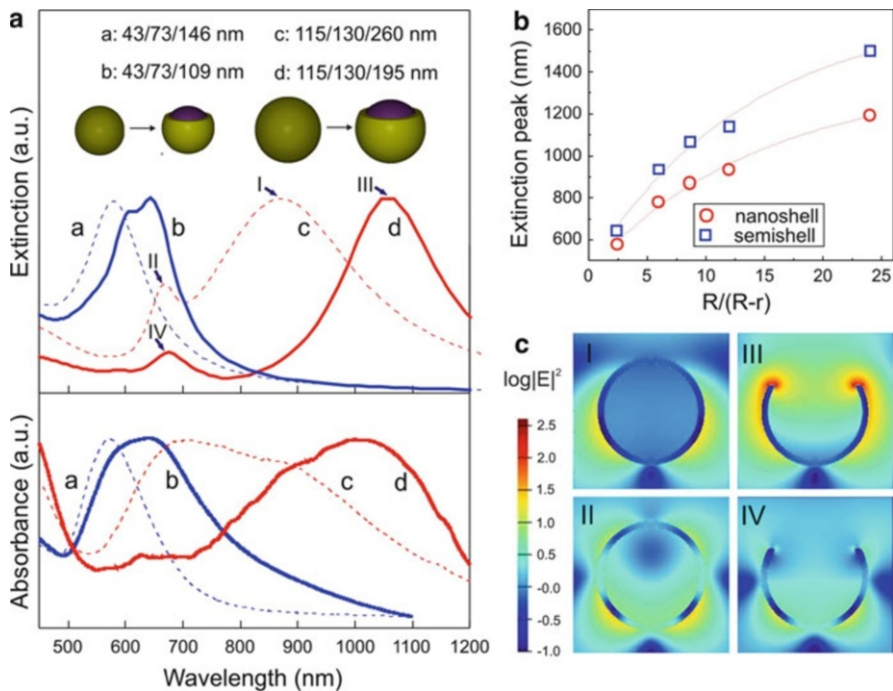 a
a: 43/73/146 nm c: 115/130/260 nm
b: 43/73/109 nm d: 115/130/195 nm
Extinction (a.u.)
I
III
a
b
II
c
d
IV
Absorbance (a.u.)
a
b
c
d
500 600 700 800 900 1000 1100 1200
Wavelength (nm)
b
Extinction peak (nm)
1600
1400
1200
1000
800
600
nanoshell
semishell
0 5 10 15 20 25
R/(R-r)
c
log|E|²
2.5
2.0
1.5
1.0
0.5
0.0
-0.5
-1.0
I
III
II
IV